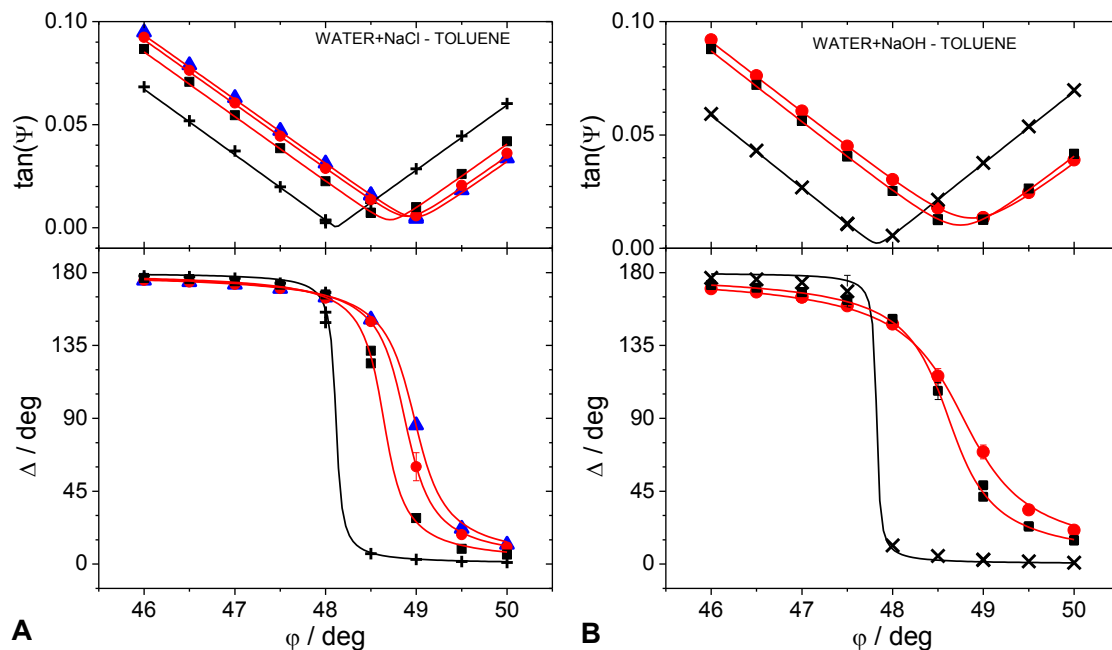 0.10
0.05
0.00
tan(Ψ)
WATER+NaCl - TOLUENE
180
135
90
45
0
Δ / deg
46 47 48 49 50
φ / deg
A
0.10
0.05
0.00
tan(Ψ)
WATER+NaOH - TOLUENE
180
135
90
45
0
Δ / deg
46 47 48 49 50
φ / deg
B